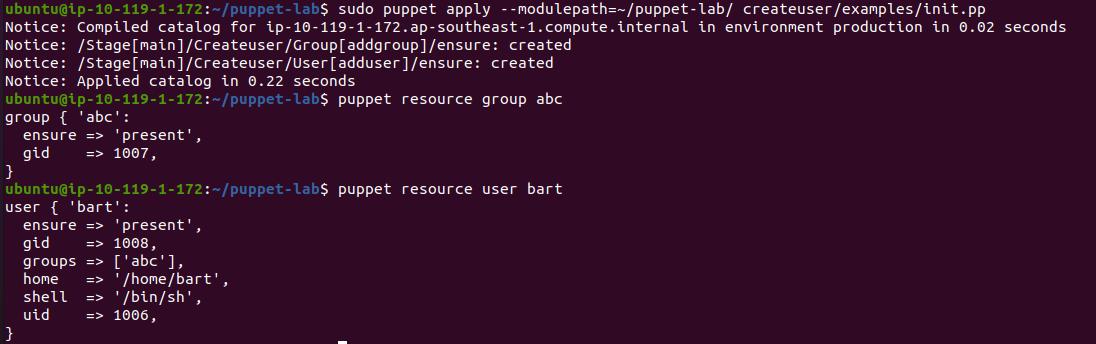 ubuntu@ip-10-119-1-172:~/puppet-lab$ sudo puppet apply --modulepath=~/puppet-lab/ createuser/examples/init.pp
Notice: Compiled catalog for ip-10-119-1-172.ap-southeast-1.compute.internal in environment production in 0.02 seconds
Notice: /Stage[main]/Createuser/Group[addgroup]/ensure: created
Notice: /Stage[main]/Createuser/User[adduser]/ensure: created
Notice: Applied catalog in 0.22 seconds
ubuntu@ip-10-119-1-172:~/puppet-lab$ puppet resource group abc
group { 'abc':
  ensure => 'present',
  gid    => 1007,
}
ubuntu@ip-10-119-1-172:~/puppet-lab$ puppet resource user bart
user { 'bart':
  ensure => 'present',
  gid    => 1008,
  groups => ['abc'],
  home   => '/home/bart',
  shell  => '/bin/sh',
  uid    => 1006,
}